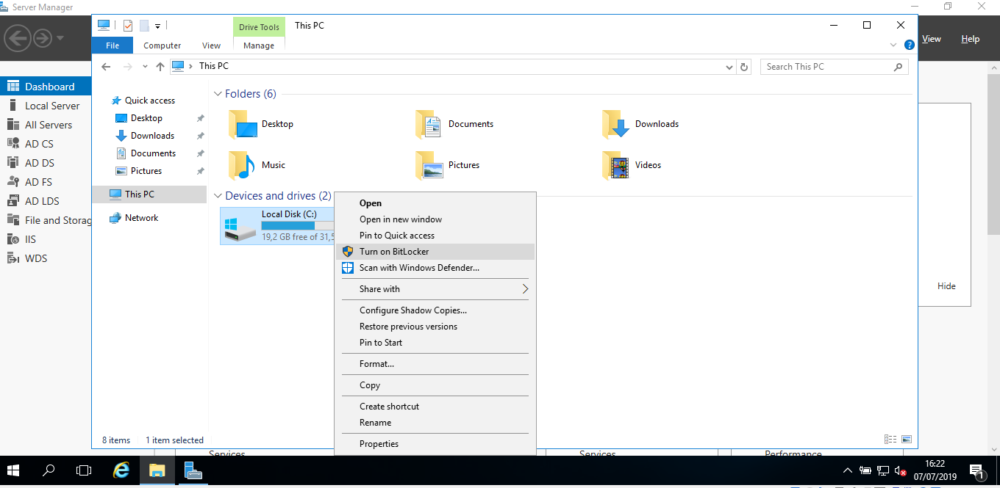 Server Manager
Drive Tools
This PC
File
Computer
View
Manage
View
Help
This PC
Search This PC
Dashboard
Local Server
All Servers
AD CS
AD DS
AD FS
AD LDS
File and Storag
IIS
WDS
Quick access
Desktop
Downloads
Documents
Pictures
This PC
Network
Folders (6)
Desktop
Documents
Downloads
Music
Pictures
Videos
Devices and drives (2)
Local Disk (C:)
19,2 GB free of 31,5
Open
Open in new window
Pin to Quick access
Turn on BitLocker
Scan with Windows Defender...
Share with
Configure Shadow Copies...
Restore previous versions
Pin to Start
Format...
Copy
Create shortcut
Rename
Properties
Hide
8 items
1 item selected
Services
Services
Performance
16:22
07/07/2019
1